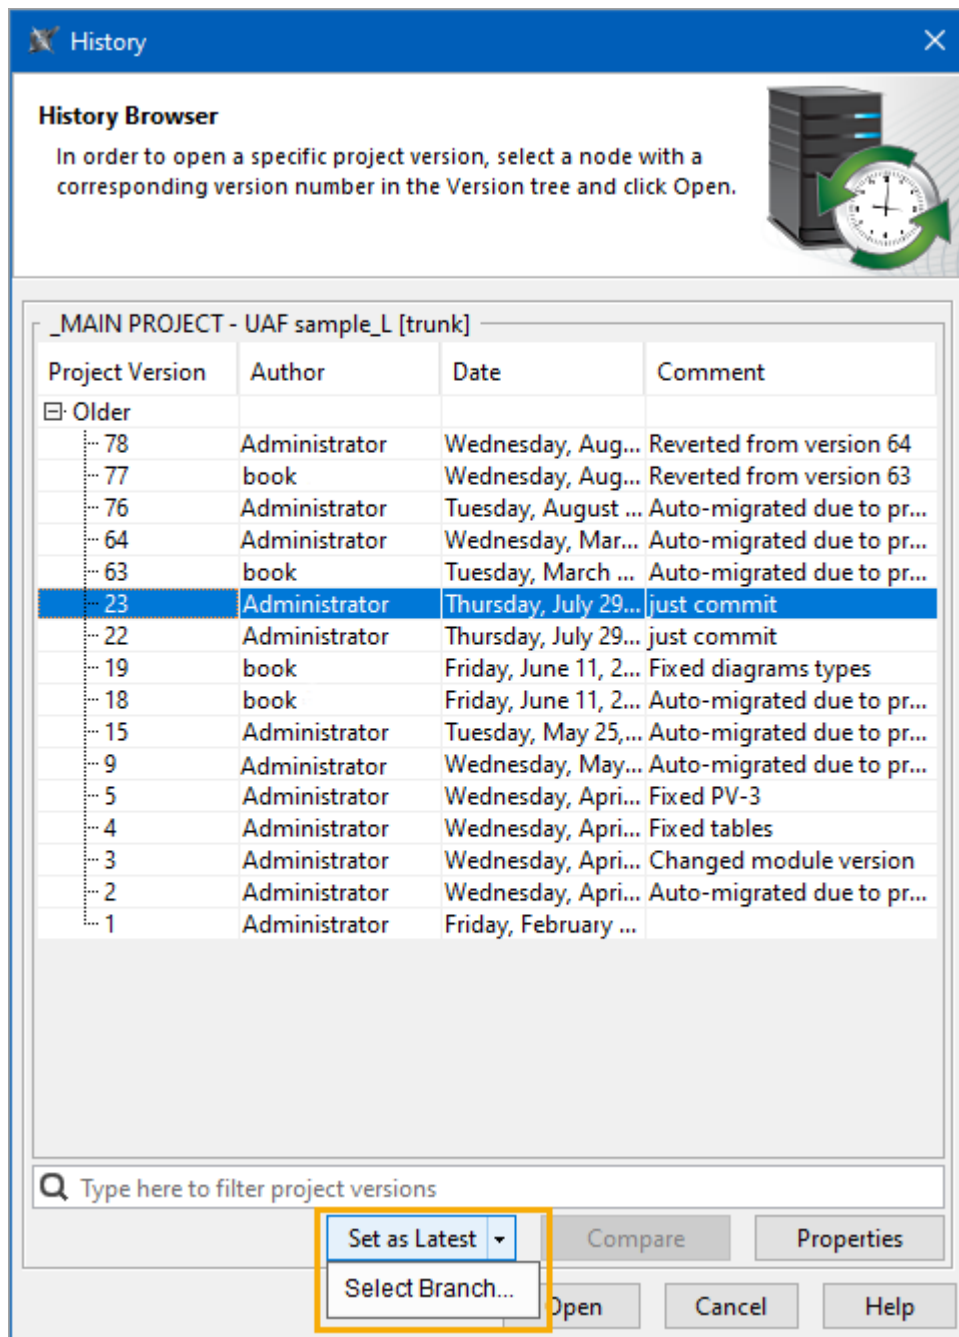 History
History Browser
In order to open a specific project version, select a node with a
corresponding version number in the Version tree and click Open.
_MAIN PROJECT - UAF sample_L [trunk]
Project Version Author Date Comment
Older
78 Administrator Wednesday, Aug... Reverted from version 64
77 book Wednesday, Aug... Reverted from version 63
76 Administrator Tuesday, August ... Auto-migrated due to pr...
64 Administrator Wednesday, Mar... Auto-migrated due to pr...
63 book Tuesday, March ... Auto-migrated due to pr...
23 Administrator Thursday, July 29... just commit
22 Administrator Thursday, July 29... just commit
19 book Friday, June 11, 2... Fixed diagrams types
18 book Friday, June 11, 2... Auto-migrated due to pr...
15 Administrator Tuesday, May 25,... Auto-migrated due to pr...
9 Administrator Wednesday, May... Auto-migrated due to pr...
5 Administrator Wednesday, Apri... Fixed PV-3
4 Administrator Wednesday, Apri... Fixed tables
3 Administrator Wednesday, Apri... Changed module version
2 Administrator Wednesday, Apri... Auto-migrated due to pr...
1 Administrator Friday, February ...
Type here to filter project versions
Set as Latest Compare Properties
Select Branch...
Open Cancel Help